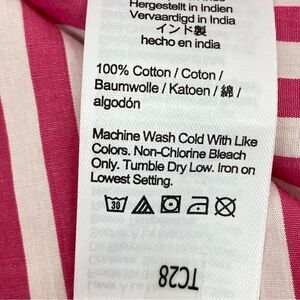 Hergestellt in Indien
Vervaardigd in India
インド製
hecho en india
100% Cotton / Coton /
Baumwolle / Katoen / 綿 /
algodón
Machine Wash Cold With Like
Colors. Non-Chlorine Bleach
Only. Tumble Dry Low. Iron on
Lowest Setting.
30
TC28